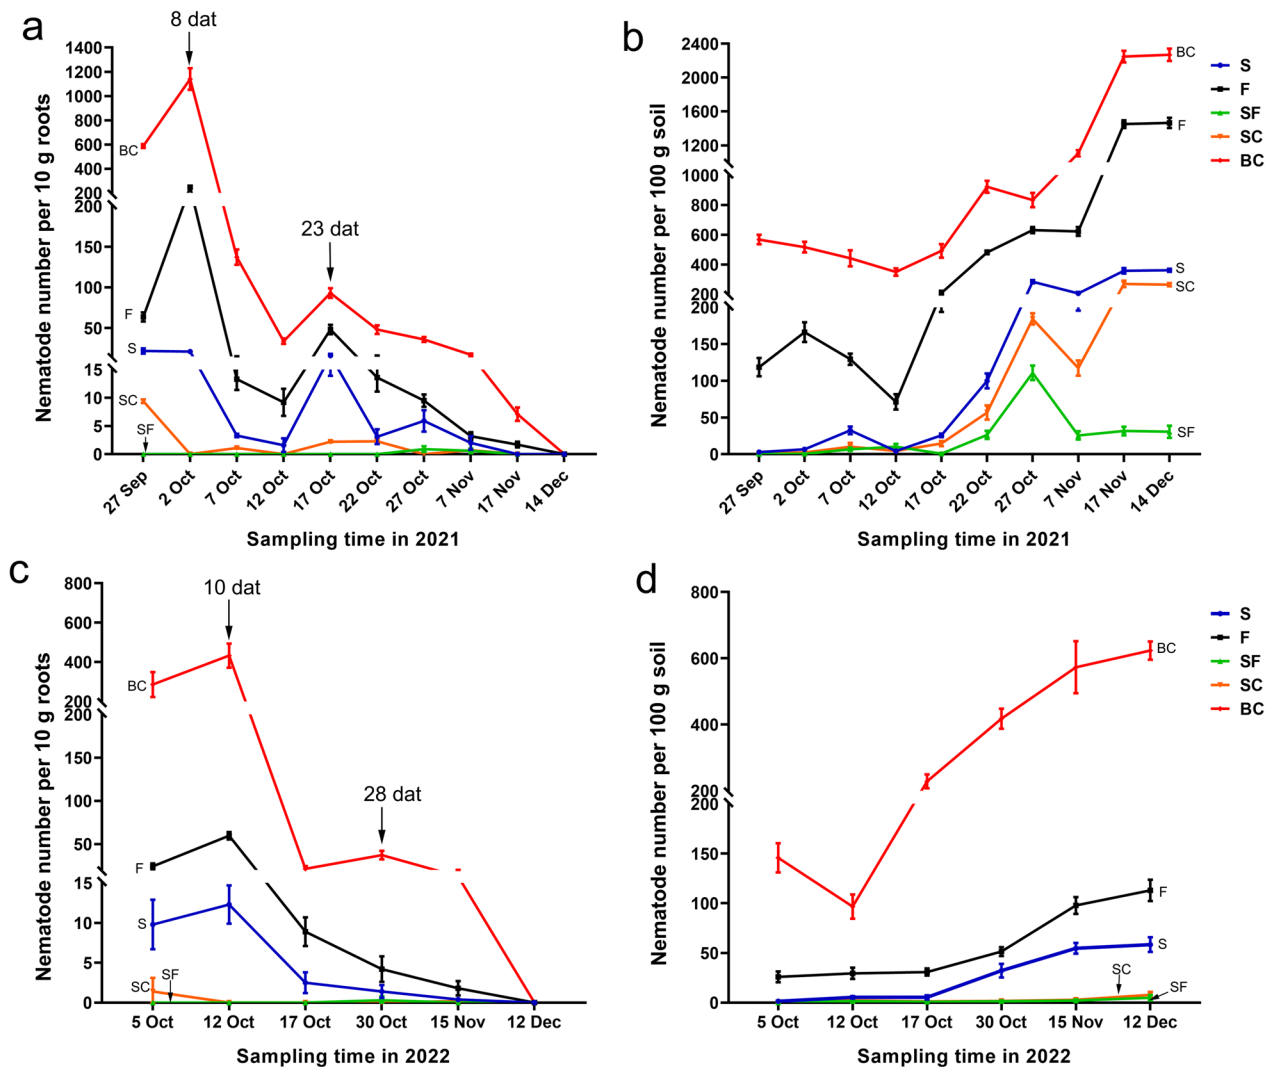 a
8 dat
23 dat
Nematode number per 10 g roots
1400
1200
1000
800
600
400
200
200
150
100
50
15
10
5
0
BC
F
S
SC
SF
27 Sep
2 Oct
7 Oct
12 Oct
17 Oct
22 Oct
27 Oct
7 Nov
17 Nov
14 Dec
Sampling time in 2021
b
Nematode number per 100 g soil
2400
2000
1600
1200
1000
800
600
400
200
200
150
100
50
0
BC
F
S
SC
SF
27 Sep
2 Oct
7 Oct
12 Oct
17 Oct
22 Oct
27 Oct
7 Nov
17 Nov
14 Dec
Sampling time in 2021
S
F
SF
SC
BC
c
10 dat
28 dat
Nematode number per 10 g roots
800
600
400
200
200
150
100
50
15
10
5
0
BC
F
S
SC
SF
5 Oct
12 Oct
17 Oct
30 Oct
15 Nov
12 Dec
Sampling time in 2022
d
Nematode number per 100 g soil
800
600
400
200
200
150
100
50
0
BC
F
S
SC
SF
5 Oct
12 Oct
17 Oct
30 Oct
15 Nov
12 Dec
Sampling time in 2022
S
F
SF
SC
BC